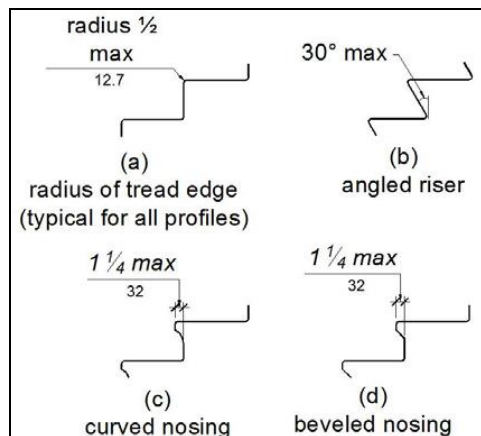 radius ½
max
12.7
(a)
radius of tread edge
(typical for all profiles)
30° max
(b)
angled riser
1 ¼ max
32
(c)
curved nosing
1 ¼ max
32
(d)
beveled nosing